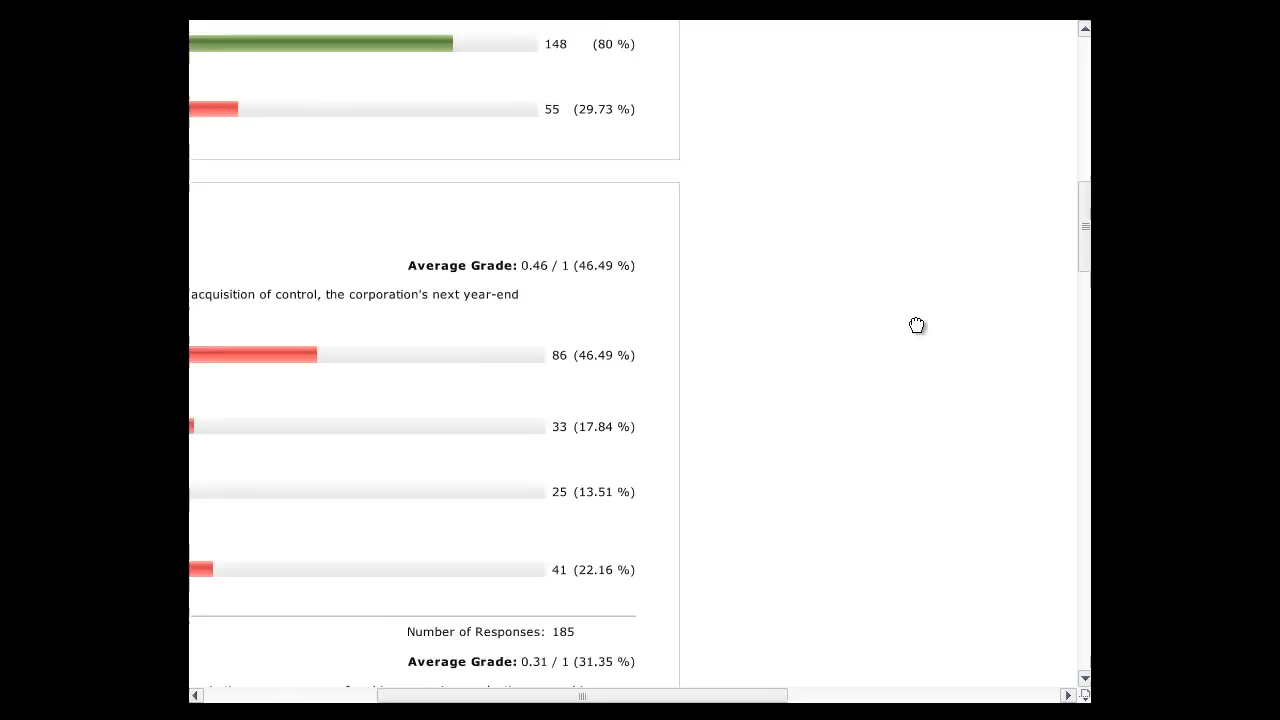 148 (80 %)
55 (29.73 %)
Average Grade: 0.46 / 1 (46.49 %)
acquisition of control, the corporation's next year-end
86 (46.49 %)
33 (17.84 %)
25 (13.51 %)
41 (22.16 %)
Number of Responses: 185
Average Grade: 0.31 / 1 (31.35 %)